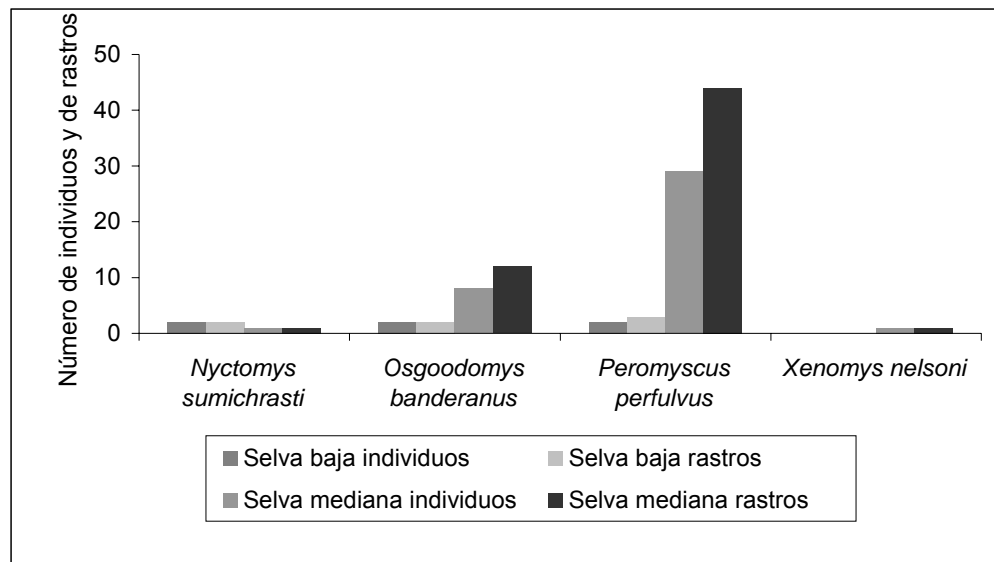 Número de individuos y de rastros
50
40
30
20
10
0
Nyctomys sumichrasti
Osgoodomys banderanus
Peromyscus perfulvus
Xenomys nelsoni
Selva baja individuos
Selva baja rastros
Selva mediana individuos
Selva mediana rastros